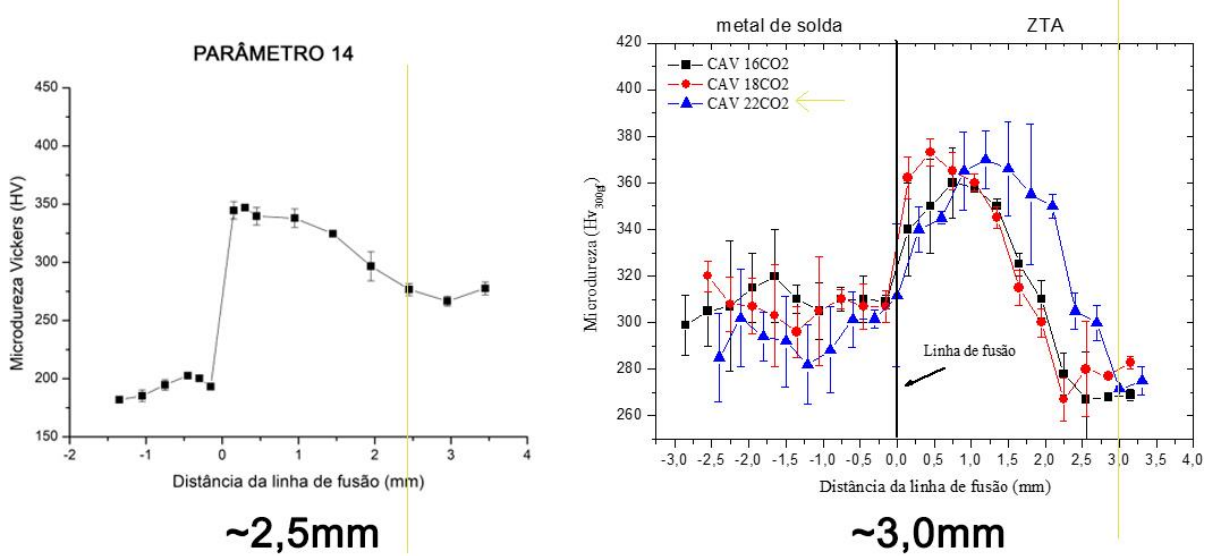 PARÂMETRO 14
Microdureza Vickers (HV)
450
400
350
300
250
200
150
-2
-1
0
1
2
3
4
Distância da linha de fusão (mm)
~2,5mm
metal de solda
ZTA
CAV 16CO2
CAV 18CO2
CAV 22CO2
Microdureza (Hv300gf)
420
400
380
360
340
320
300
280
260
Linha de fusão
-3,0
-2,5
-2,0
-1,5
-1,0
-0,5
0,0
0,5
1,0
1,5
2,0
2,5
3,0
3,5
4,0
Distância da linha de fusão (mm)
~3,0mm